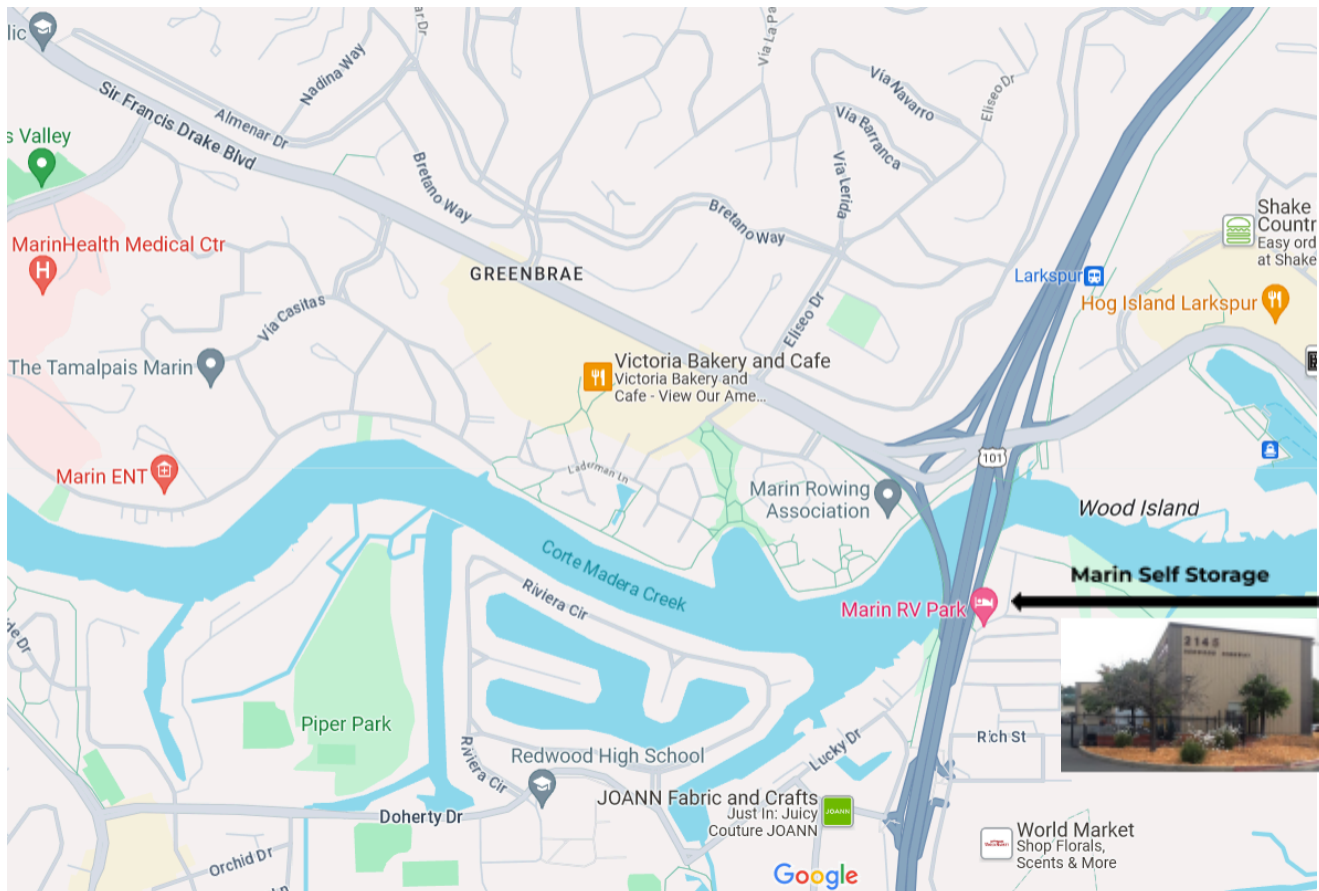 lic
Via La Pa
Nadina Way
Via Navarro
Eliseo Dr
Sir Francis Drake Blvd
Almenar Dr
s Valley
Via Barranca
Bretano Way
Via Lerida
Bretano Way
Shake
Countr
Easy ord
at Shake
MarinHealth Medical Ctr
H
GREENBRAE
Larkspur
Hog Island Larkspur
Via Casitas
Eliseo Dr
The Tamalpais Marin
Victoria Bakery and Cafe
Victoria Bakery and
Cafe - View Our Ame...
101
Marin ENT
Laderman Ln
Marin Rowing
Association
Wood Island
Corte Madera Creek
Marin Self Storage
Riviera Cir
Marin RV Park
2145
Piper Park
Rich St
Riviera Cir
Lucky Dr
Redwood High School
JOANN Fabric and Crafts
Just In: Juicy
Couture JOANN
JOANN
Doherty Dr
World Market
Shop Florals,
Scents & More
Orchid Dr
Google